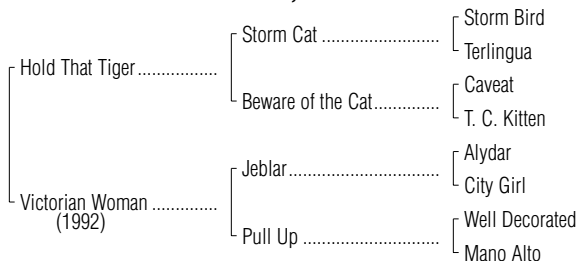 Storm Bird
Storm Cat ..............................
Terlingua
Hold That Tiger.................
Caveat
Beware of the Cat................
T. C. Kitten
Alydar
Jeblar......................................
City Girl
Victorian Woman ..............
(1992)
Well Decorated
Pull Up ...................................
Mano Alto